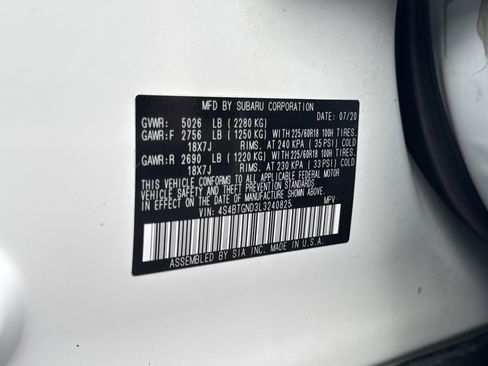 MFD BY SUBARU CORPORATION
GVWR: 5026 LB (2280 KG) DATE: 07/20
GAWR:F 2756 LB (1250 KG) WITH 225/60R18 100H TIRES.
18X7J RIMS. AT 240 KPA (35 PSI) COLD
GAWR:R 2690 LB (1220 KG) WITH 225/60R18 100H TIRES.
18X7J RIMS. AT 230 KPA (33 PSI) COLD
THIS VEHICLE CONFORMS TO ALL APPLICABLE FEDERAL MOTOR
VEHICLE SAFETY, BUMPER, AND THEFT PREVENTION STANDARDS
IN EFFECT ON THE DATE OF MANUFACTURE SHOWN ABOVE.
VIN: 4S4BTGND3L3240825 MPV
ASSEMBLED BY SIA INC. MADE IN U.S.A.